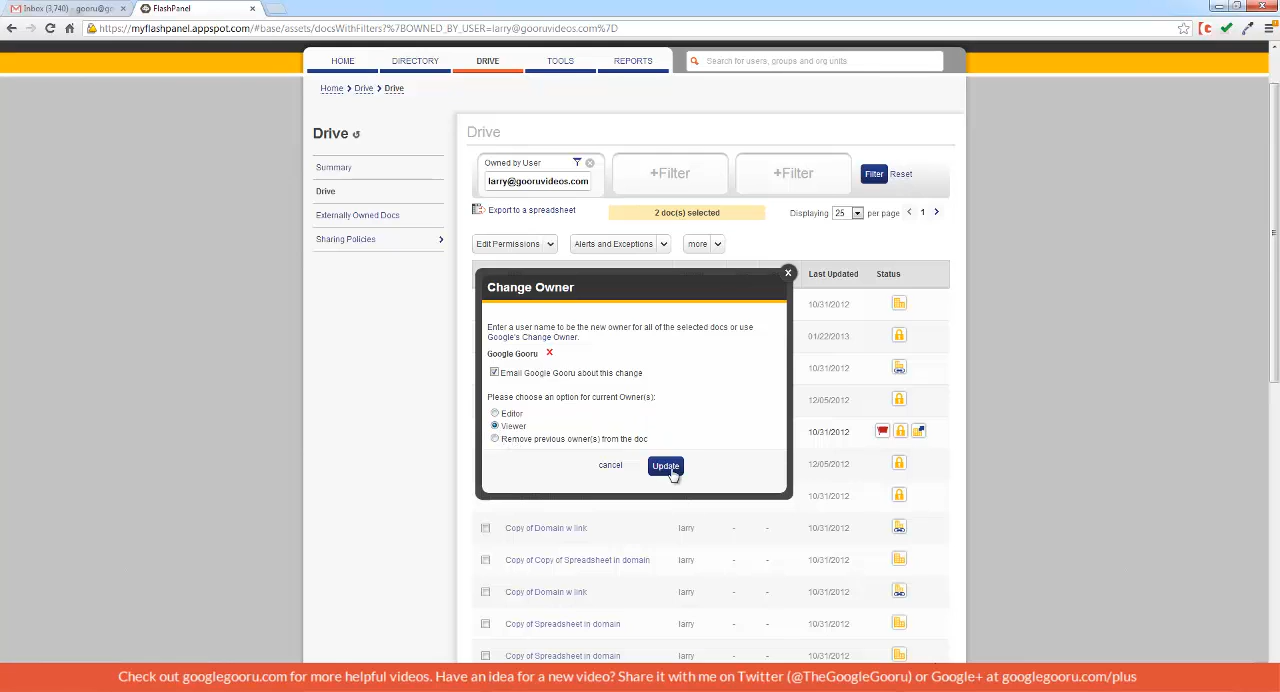 Inbox (3,740) - gooru@go
FlashPanel
https://myflashpanel.appspot.com/#base/assets/docsWithFilters?%7BOWNED_BY_USER=larry@gooruvideos.com%7D
HOME DIRECTORY DRIVE TOOLS REPORTS Search for users, groups and org units
Home > Drive > Drive
Drive
Summary
Drive
Externally Owned Docs
Sharing Policies
Drive
Owned by User
larry@gooruvideos.com
+Filter
+Filter
Filter Reset
Export to a spreadsheet
2 doc(s) selected
Displaying 25 per page < 1 >
Edit Permissions
Alerts and Exceptions
more
Last Updated Status
Change Owner
Enter a user name to be the new owner for all of the selected docs or use
Google's Change Owner.
Google Gooru X
Email Google Gooru about this change
Please choose an option for current Owner(s):
Editor
Viewer
Remove previous owner(s) from the doc
cancel Update
10/31/2012
01/22/2013
10/31/2012
12/05/2012
10/31/2012
12/05/2012
10/31/2012
Copy of Domain w link larry - - 10/31/2012
Copy of Copy of Spreadsheet in domain larry - - 10/31/2012
Copy of Domain w link larry - - 10/31/2012
Copy of Spreadsheet in domain larry - - 10/31/2012
Copy of Spreadsheet in domain larry - - 10/31/2012
Check out googlegooru.com for more helpful videos. Have an idea for a new video? Share it with me on Twitter (@TheGoogleGooru) or Google+ at googlegooru.com/plus